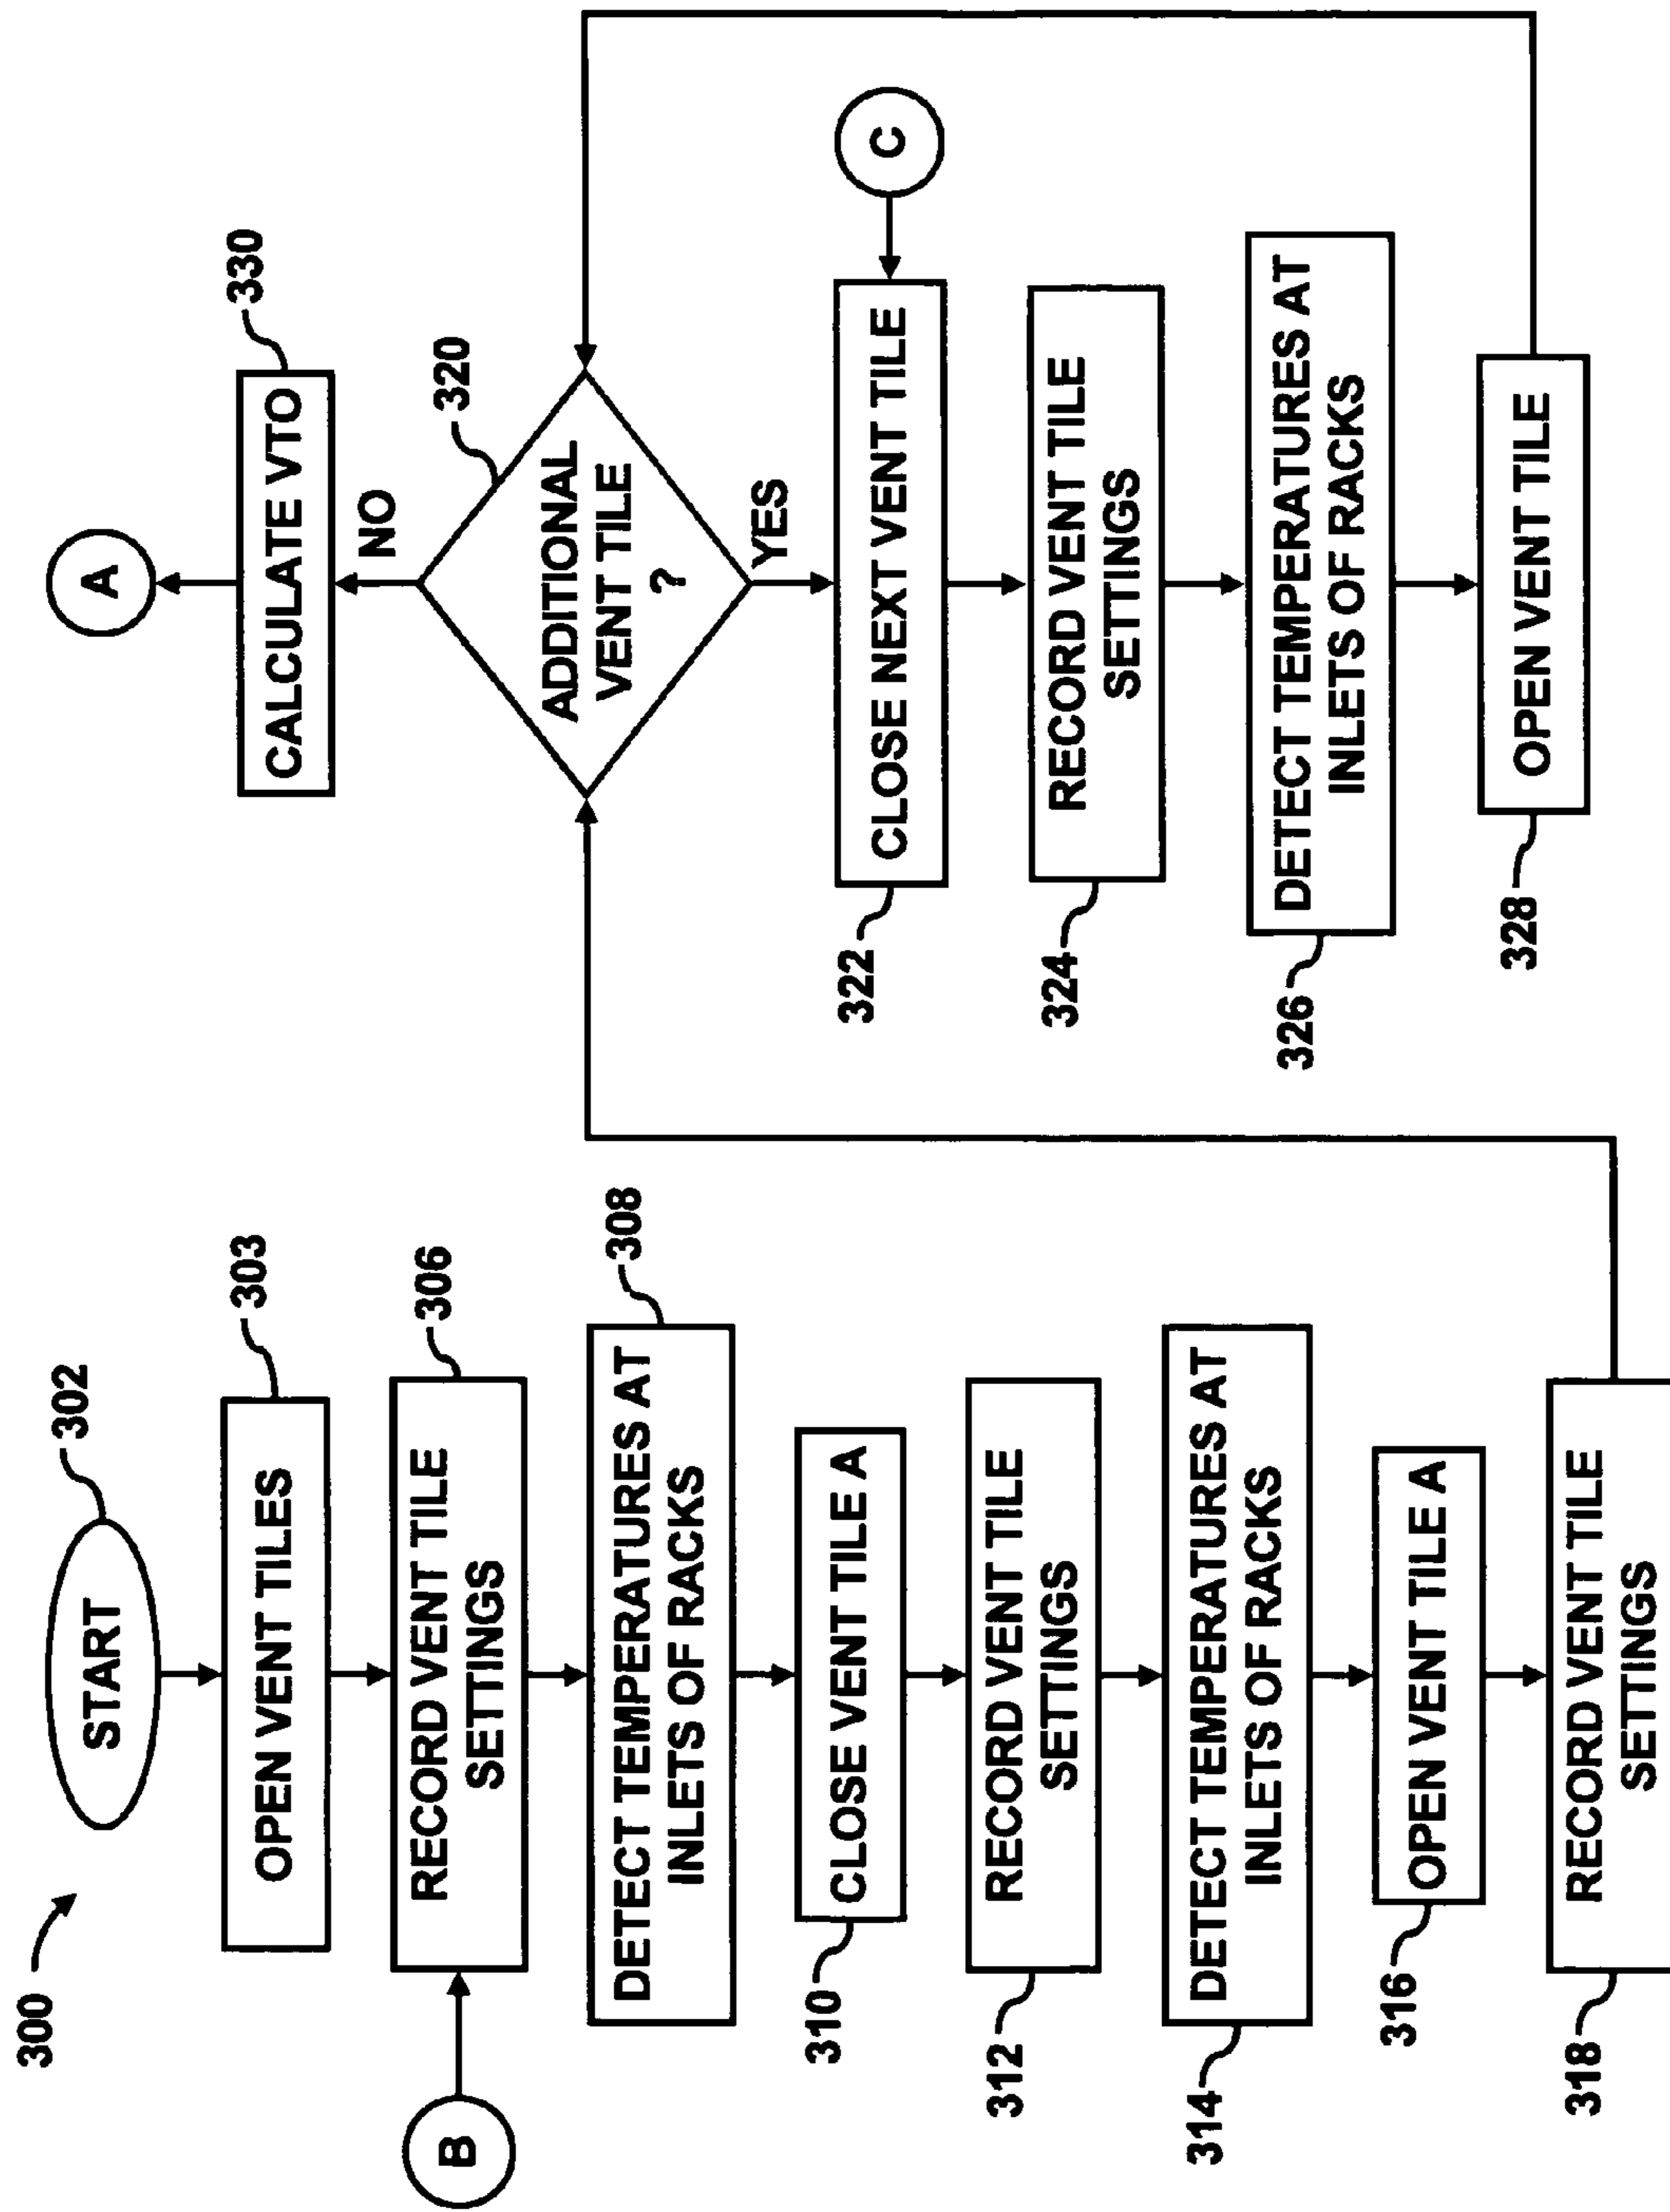 300
START
302
OPEN VENT TILES
303
B
RECORD VENT TILE
SETTINGS
306
DETECT TEMPERATURES AT
INLETS OF RACKS
308
CLOSE VENT TILE A
310
RECORD VENT TILE
SETTINGS
312
DETECT TEMPERATURES AT
INLETS OF RACKS
314
OPEN VENT TILE A
316
RECORD VENT TILE
SETTINGS
318
A
CALCULATE VTO
330
NO
ADDITIONAL
VENT TILE
?
320
YES
C
CLOSE NEXT VENT TILE
322
RECORD VENT TILE
SETTINGS
324
DETECT TEMPERATURES AT
INLETS OF RACKS
326
OPEN VENT TILE
328